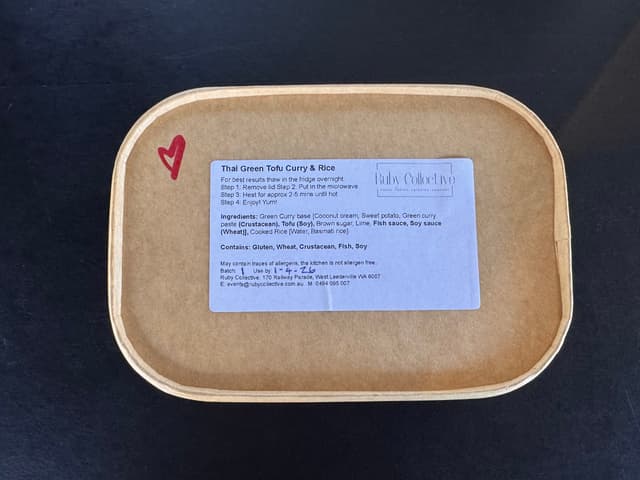 Thai Green Tofu Curry & Rice
Ruby Collective
For best results thaw in the fridge overnight.
Step 1: Remove lid Step 2: Put in the microwave
Step 3: Heat for approx 2-5 mins until hot
Step 4: Enjoy! Yum!
Ingredients: Green Curry base [Coconut cream, Sweet potato, Green curry
paste (Crustacean), Tofu (Soy), Brown sugar, Lime, Fish sauce, Soy sauce
(Wheat)], Cooked Rice [Water, Basmati rice]
Contains: Gluten, Wheat, Crustacean, Fish, Soy
May contain traces of allergens, the kitchen is not allergen free.
Batch: 1 Use by: 1-4-26
Ruby Collective, 170 Railway Parade, West Leederville WA 6007
E: events@rubycollective.com.au M: 0494 095 007